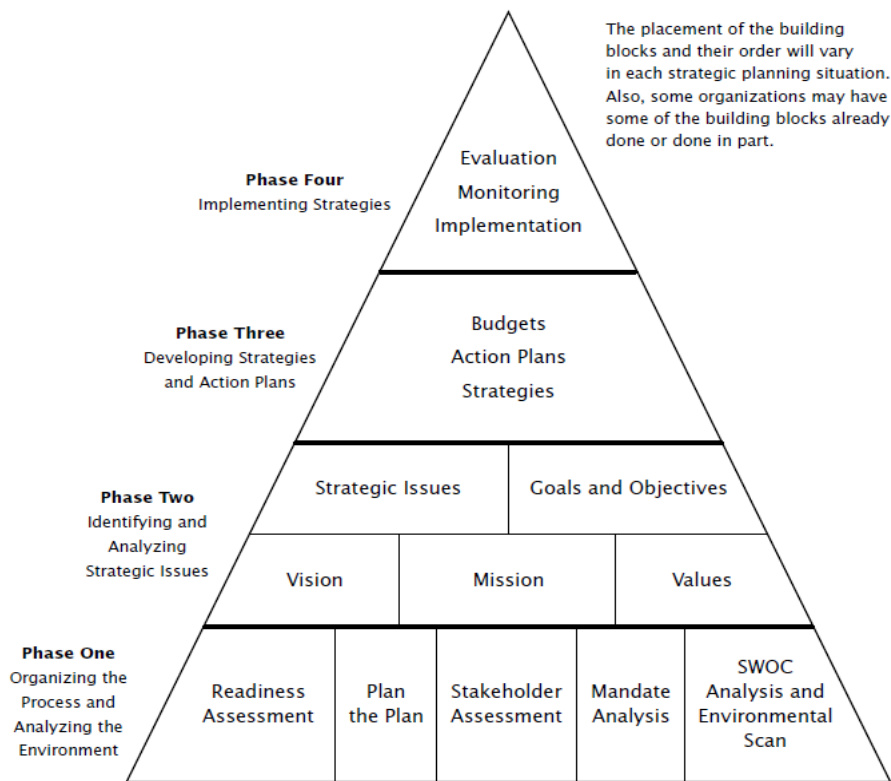 The placement of the building
blocks and their order will vary
in each strategic planning situation.
Also, some organizations may have
some of the building blocks already
done or done in part.
Phase Four
Implementing Strategies
Evaluation
Monitoring
Implementation
Phase Three
Developing Strategies
and Action Plans
Budgets
Action Plans
Strategies
Phase Two
Identifying and
Analyzing
Strategic Issues
Strategic Issues
Goals and Objectives
Vision
Mission
Values
Phase One
Organizing the
Process and
Analyzing the
Environment
Readiness
Assessment
Plan
the Plan
Stakeholder
Assessment
Mandate
Analysis
SWOC
Analysis and
Environmental
Scan